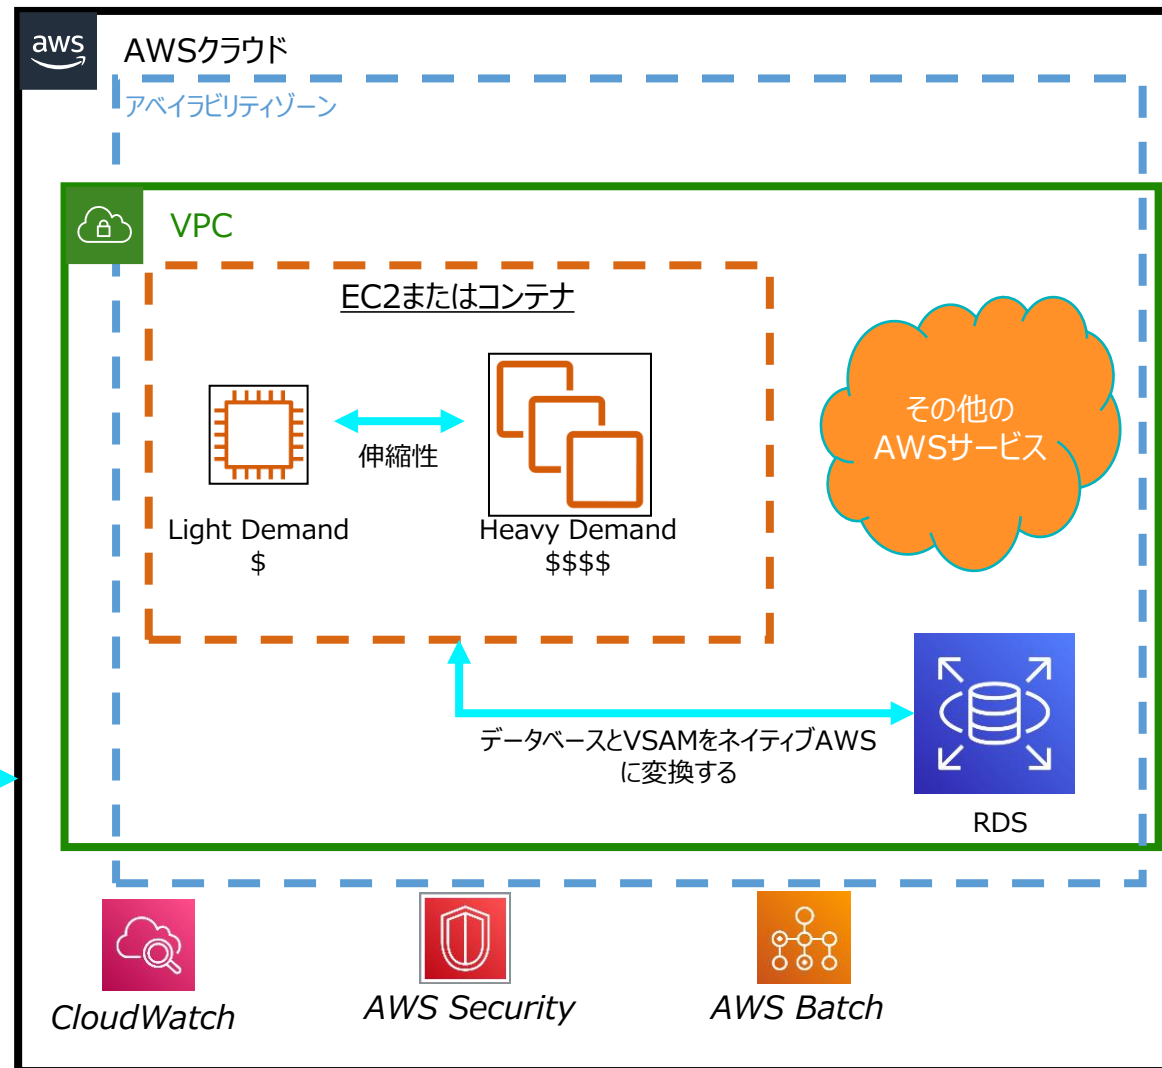 aws
AWSクラウド
アベイラビリティゾーン
VPC
EC2またはコンテナ
伸縮性
Light Demand
$
Heavy Demand
$$$$
その他の
AWSサービス
データベースとVSAMをネイティブAWS
に変換する
RDS
CloudWatch
AWS Security
AWS Batch